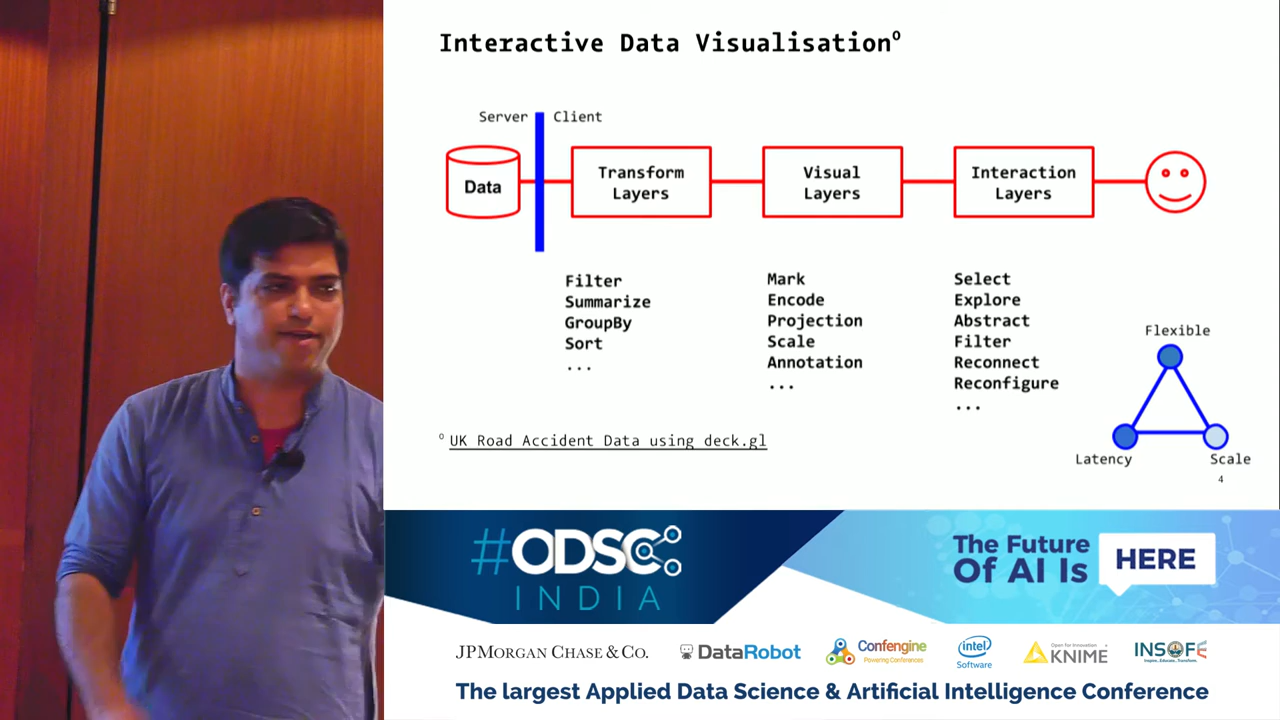 Interactive Data Visualisation⁰
Server
Client
Data
Transform
Layers
Visual
Layers
Interaction
Layers
Filter
Summarize
GroupBy
Sort
...
Mark
Encode
Projection
Scale
Annotation
...
Select
Explore
Abstract
Filter
Reconnect
Reconfigure
...
Flexible
Latency
Scale
⁰ UK Road Accident Data using deck.gl
4
#ODSC
INDIA
The Future
Of AI Is
HERE
JPMORGAN CHASE & CO.
DataRobot
Confengine
Powering Conferences
intel
Software
Open for Innovation
KNIME
INSOFE
Inspire...Educate...Transform.
The largest Applied Data Science & Artificial Intelligence Conference